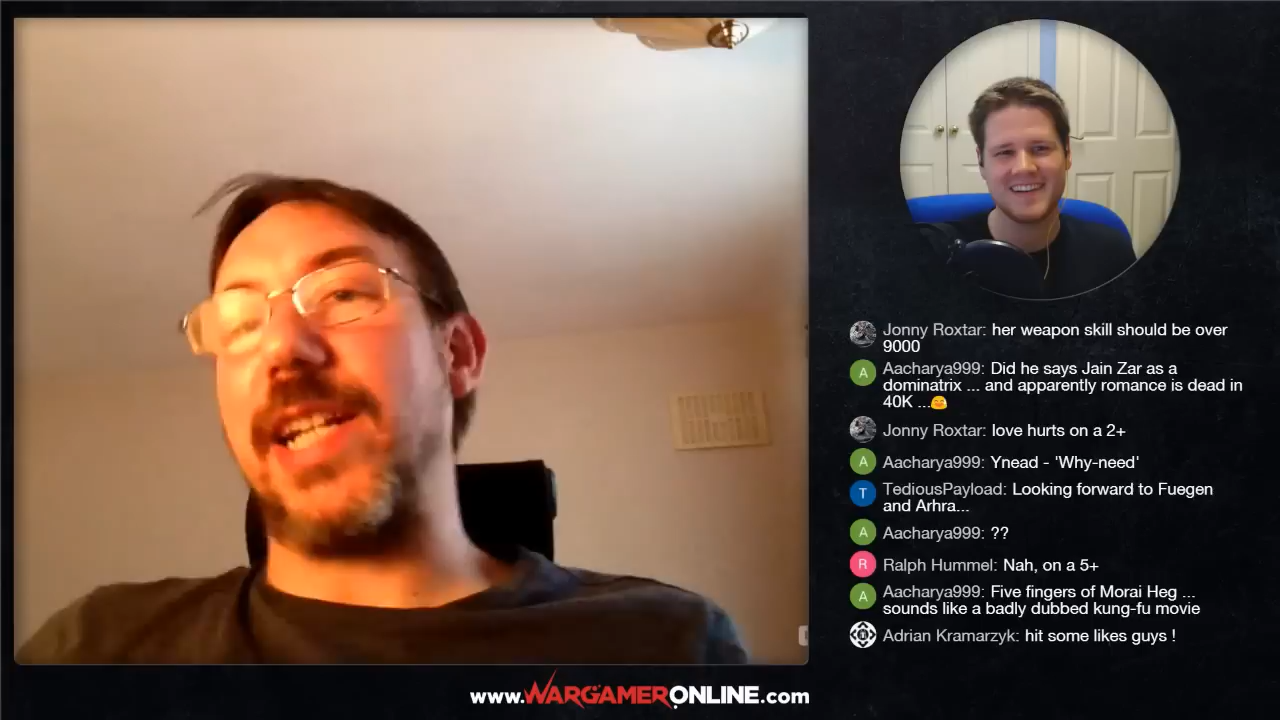 Jonny Roxtar: her weapon skill should be over
9000
A Aacharya999: Did he says Jain Zar as a
dominatrix ... and apparently romance is dead in
40K ...
Jonny Roxtar: love hurts on a 2+
A Aacharya999: Ynead - 'Why-need'
T TediousPayload: Looking forward to Fuegen
and Arhra...
A Aacharya999: ??
R Ralph Hummel: Nah, on a 5+
A Aacharya999: Five fingers of Morai Heg ...
sounds like a badly dubbed kung-fu movie
Adrian Kramarzyk: hit some likes guys !
www.WARGAMERONLINE.com